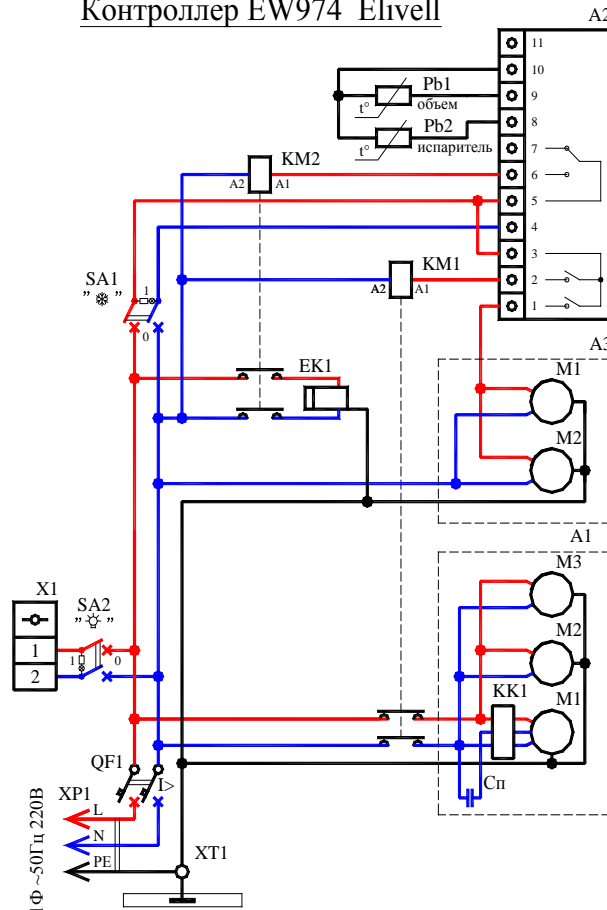 Контроллер EW974 Elivell
A2
11
10
Pb1
9
t°
объем
Pb2
8
t°
испаритель
7
KM2
6
A2
A1
5
4
SA1
3
KM1
" ❄ "
1
2
A2
A1
0
1
A3
EK1
M1
M2
A1
X1
M3
SA2
" "
1
1
0
M2
2
KK1
M1
QF1
I>
Сп
XP1
L
N
PE
XT1
1Ф ~50Гц 220В